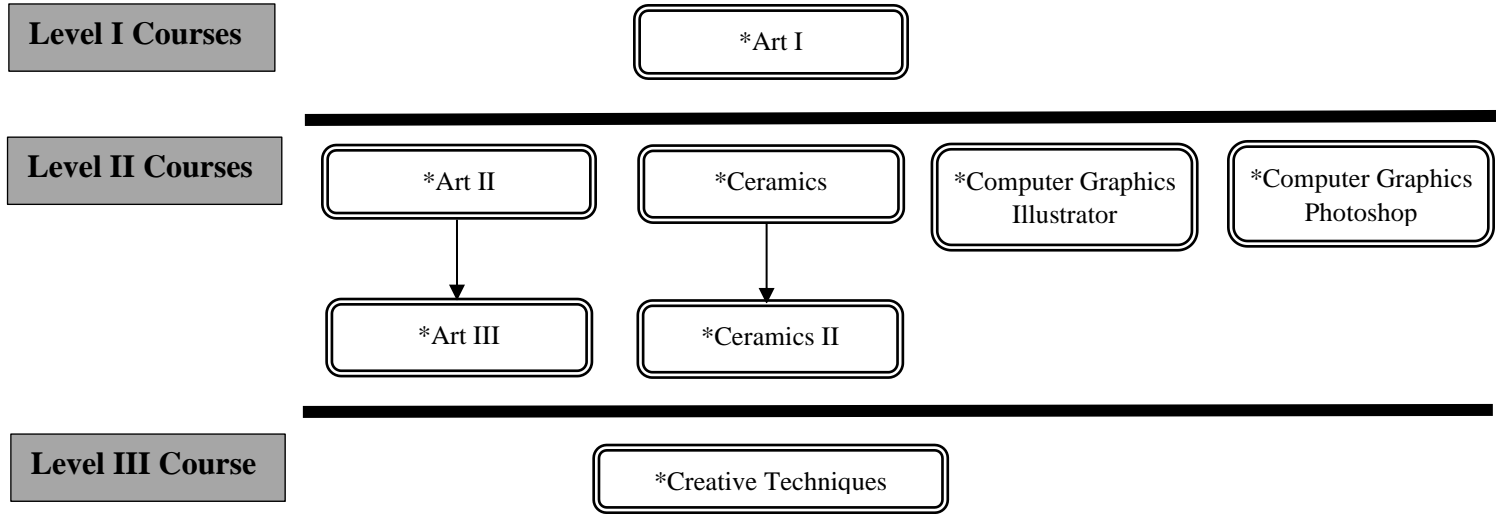 Level I Courses
*Art I
Level II Courses
*Art II
*Ceramics
*Computer Graphics
Illustrator
*Computer Graphics
Photoshop
*Art III
*Ceramics II
Level III Course
*Creative Techniques